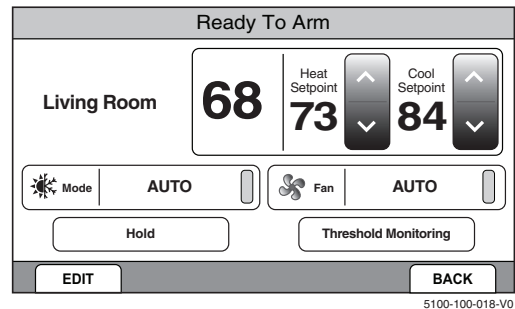 Ready To Arm
Living Room
68
Heat Setpoint
73
Cool Setpoint
84
Mode AUTO
Fan AUTO
Hold
Threshold Monitoring
EDIT
BACK
5100-100-018-V0